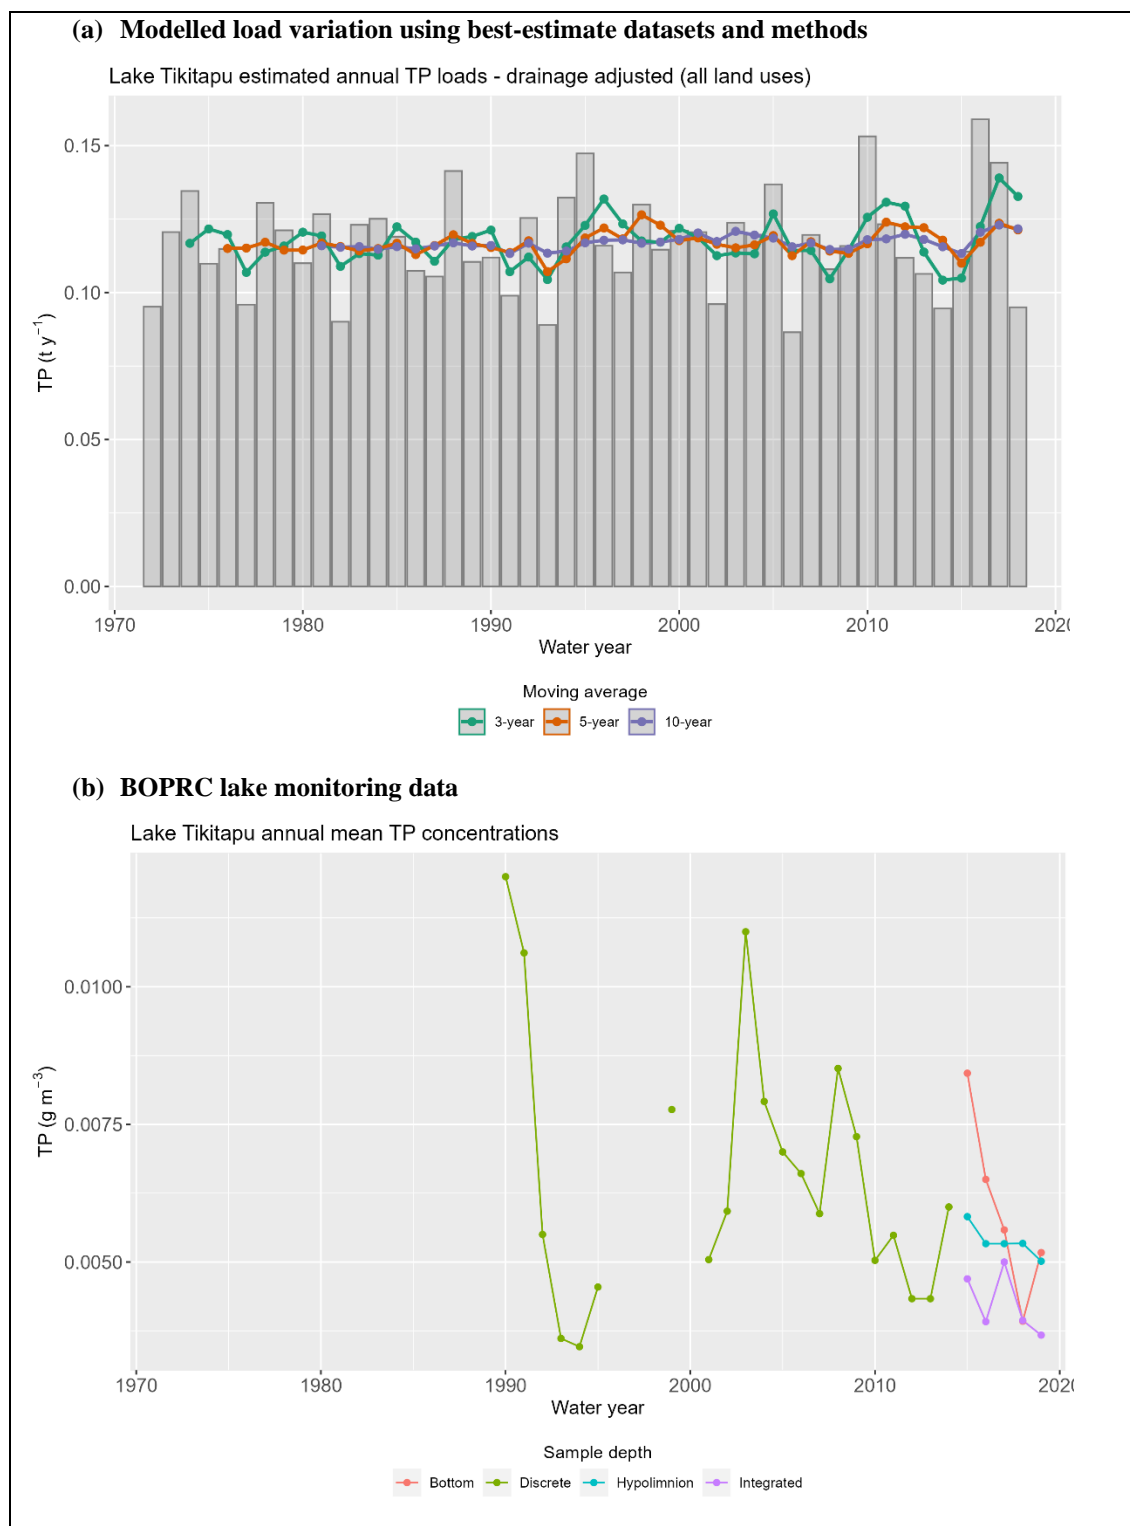 (a) Modelled load variation using best-estimate datasets and methods
Lake Tikitapu estimated annual TP loads - drainage adjusted (all land uses)
0.15
0.10
0.05
0.00
TP (t y⁻¹)
1970 1980 1990 2000 2010 2020
Water year
Moving average
3-year 5-year 10-year
(b) BOPRC lake monitoring data
Lake Tikitapu annual mean TP concentrations
0.0100
0.0075
0.0050
TP (g m⁻³)
1970 1980 1990 2000 2010 2020
Water year
Sample depth
Bottom Discrete Hypolimnion Integrated